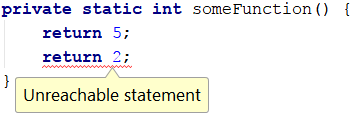 private static int someFunction() {
    return 5;
    return 2;
}
Unreachable statement